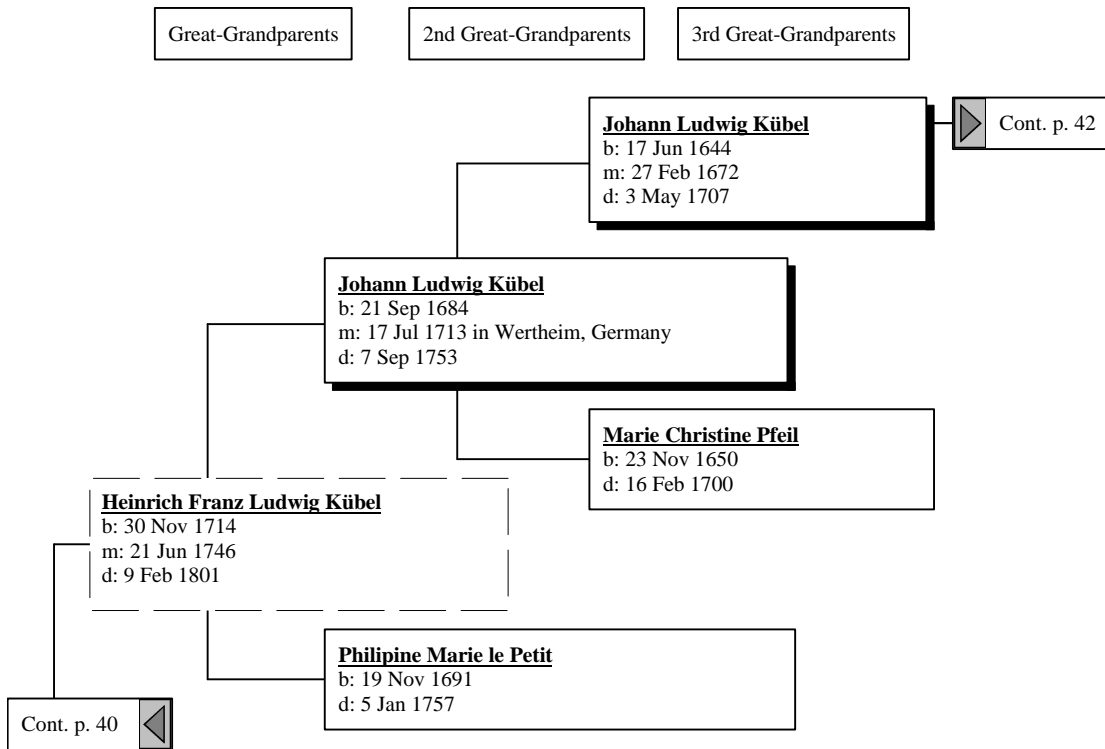 Great-Grandparents
2nd Great-Grandparents
3rd Great-Grandparents
Johann Ludwig Kübel
b: 17 Jun 1644
m: 27 Feb 1672
d: 3 May 1707
Cont. p. 42
Johann Ludwig Kübel
b: 21 Sep 1684
m: 17 Jul 1713 in Wertheim, Germany
d: 7 Sep 1753
Marie Christine Pfeil
b: 23 Nov 1650
d: 16 Feb 1700
Heinrich Franz Ludwig Kübel
b: 30 Nov 1714
m: 21 Jun 1746
d: 9 Feb 1801
Philipine Marie le Petit
b: 19 Nov 1691
d: 5 Jan 1757
Cont. p. 40